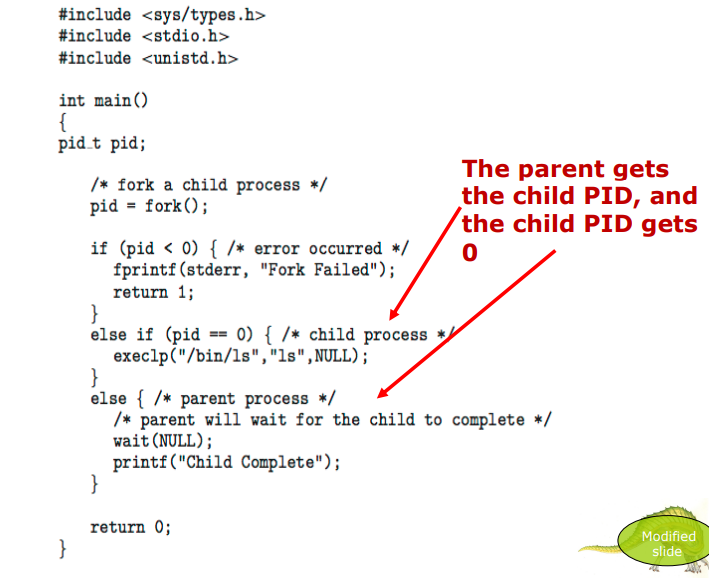 #include <sys/types.h>
#include <stdio.h>
#include <unistd.h>
int main()
{
pid_t pid;
/* fork a child process */
pid = fork();
if (pid < 0) { /* error occurred */
fprintf(stderr, "Fork Failed");
return 1;
}
else if (pid == 0) { /* child process */
execlp("/bin/ls","ls",NULL);
}
else { /* parent process */
/* parent will wait for the child to complete */
wait(NULL);
printf("Child Complete");
}
return 0;
}
The parent gets
the child PID, and
the child PID gets
0
Modified
slide